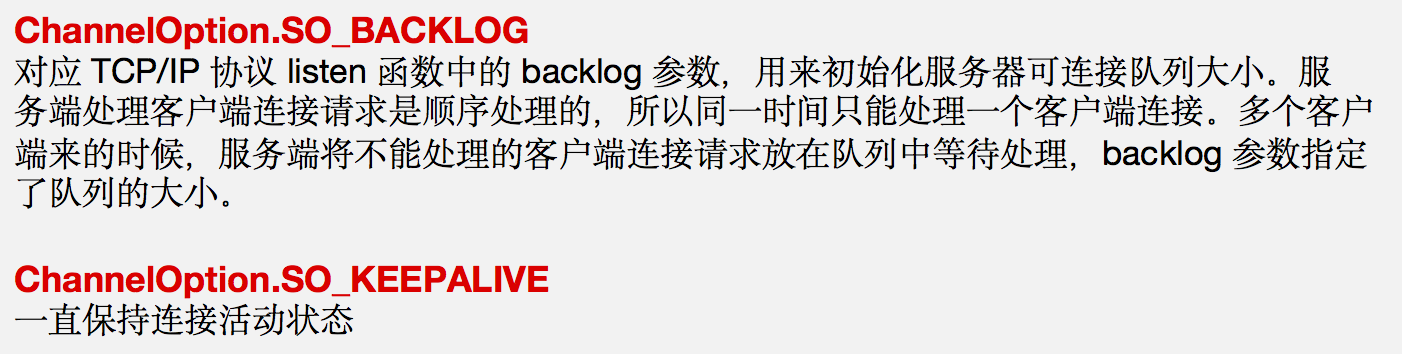 ChannelOption.SO_BACKLOG
对应 TCP/IP 协议 listen 函数中的 backlog 参数，用来初始化服务器可连接队列大小。服
务端处理客户端连接请求是顺序处理的，所以同一时间只能处理一个客户端连接。多个客户
端来的时候，服务端将不能处理的客户端连接请求放在队列中等待处理，backlog 参数指定
了队列的大小。
ChannelOption.SO_KEEPALIVE
一直保持连接活动状态